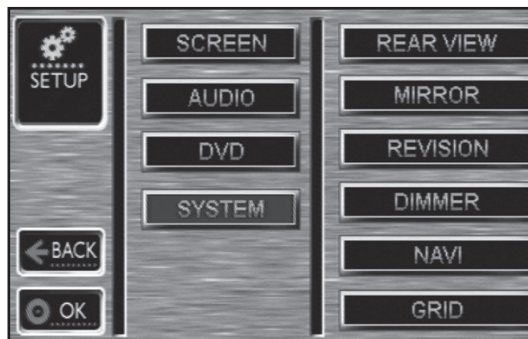 SETUP
BACK
OK
SCREEN
AUDIO
DVD
SYSTEM
REAR VIEW
MIRROR
REVISION
DIMMER
NAVI
GRID